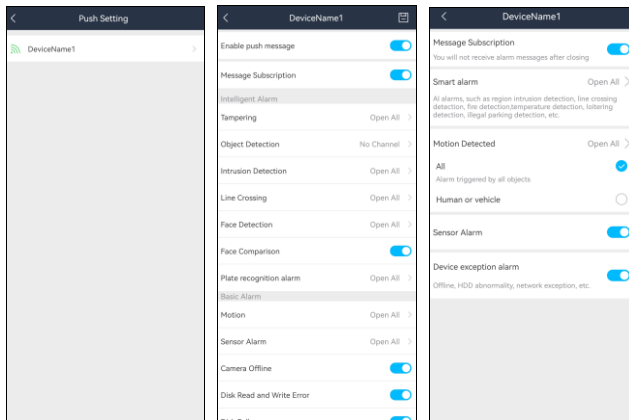 Push Setting
DeviceName1
DeviceName1
Enable push message
Message Subscription
Intelligent Alarm
Tampering Open All
Object Detection No Channel
Intrusion Detection Open All
Line Crossing Open All
Face Detection Open All
Face Comparison
Plate recognition alarm Open All
Basic Alarm
Motion Open All
Sensor Alarm Open All
Camera Offline
Disk Read and Write Error
DeviceName1
Message Subscription
You will not receive alarm messages after closing
Smart alarm Open All
AI alarms, such as region intrusion detection, line crossing
detection, fire detection,temperature detection, loitering
detection, illegal parking detection, etc.
Motion Detected Open All
All
Alarm triggered by all objects
Human or vehicle
Sensor Alarm
Device exception alarm
Offline, HDD abnormality, network exception, etc.